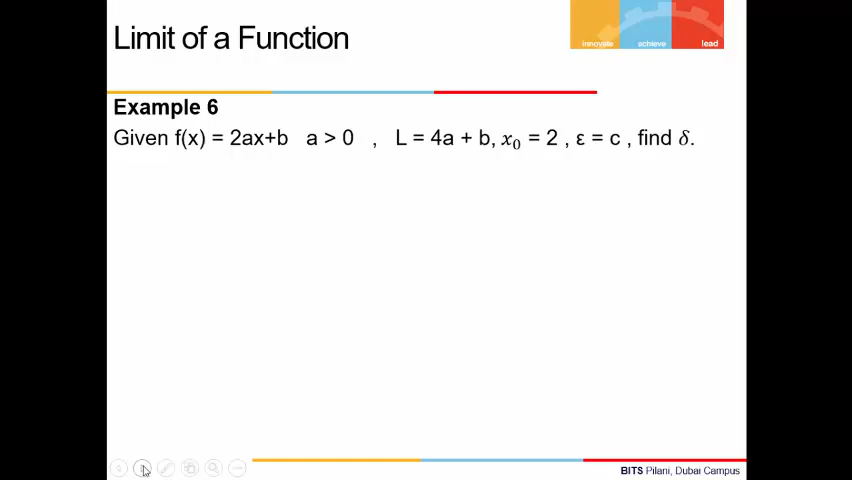 Limit of a Function
innovate achieve lead
Example 6
Given f(x) = 2ax+b a > 0 , L = 4a + b, x₀ = 2 , ε = c , find δ.
BITS Pilani, Dubai Campus